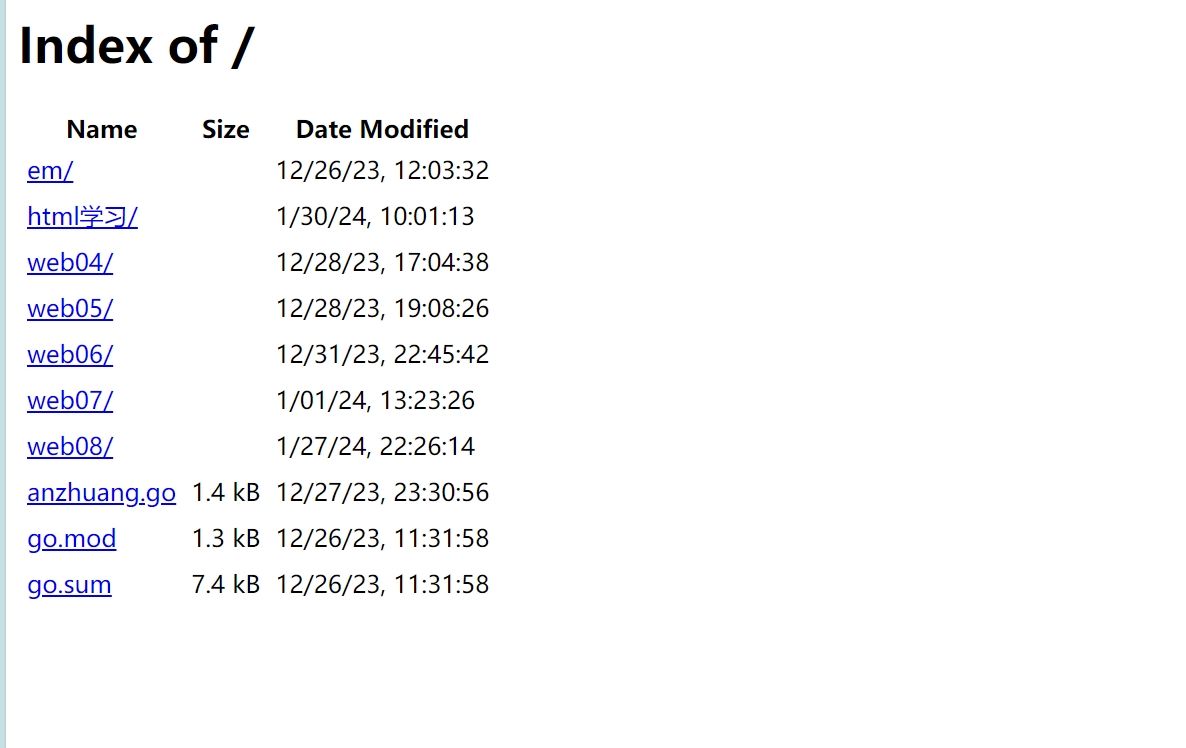 Index of /
Name Size Date Modified
em/ 12/26/23, 12:03:32
html学习/ 1/30/24, 10:01:13
web04/ 12/28/23, 17:04:38
web05/ 12/28/23, 19:08:26
web06/ 12/31/23, 22:45:42
web07/ 1/01/24, 13:23:26
web08/ 1/27/24, 22:26:14
anzhuang.go 1.4 kB 12/27/23, 23:30:56
go.mod 1.3 kB 12/26/23, 11:31:58
go.sum 7.4 kB 12/26/23, 11:31:58